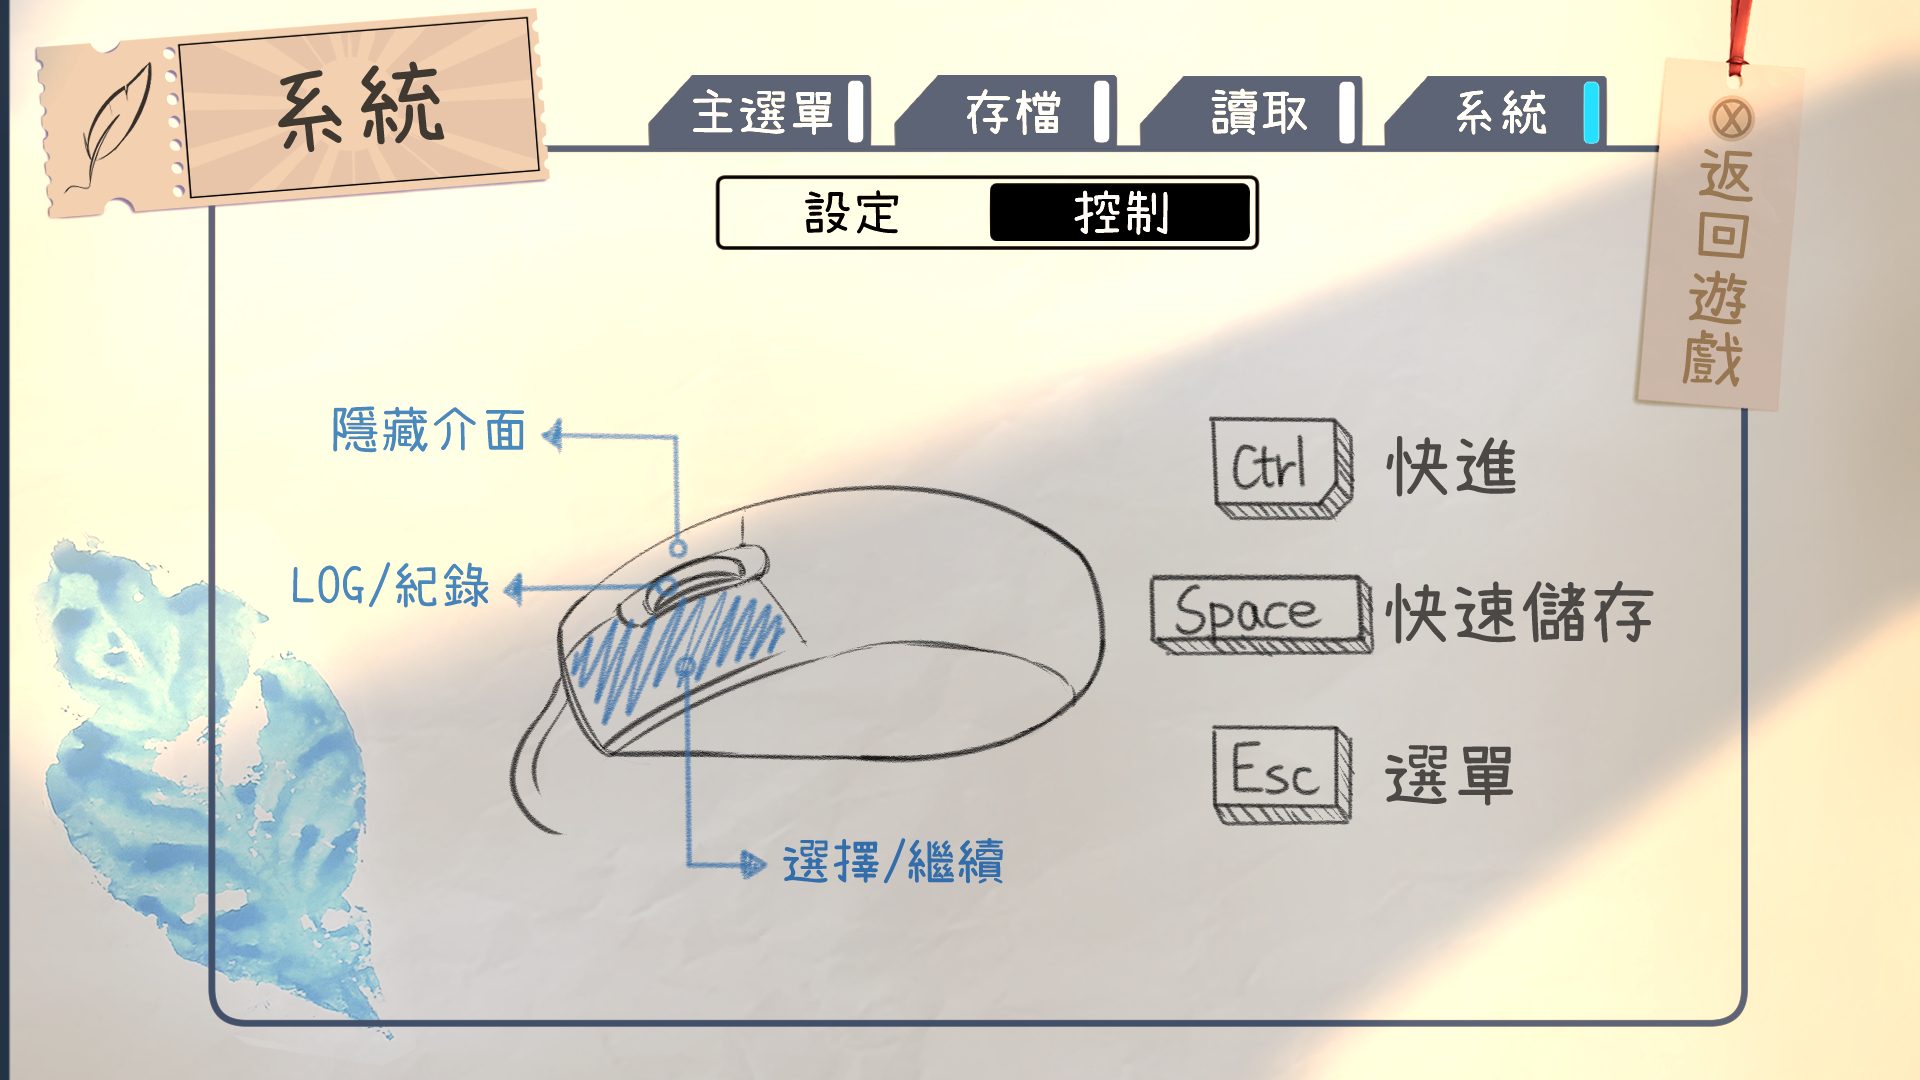 系統
主選單
存檔
讀取
系統
返回遊戲
設定
控制
隱藏介面
LOG/紀錄
選擇/繼續
Ctrl 快進
Space 快速儲存
Esc 選單